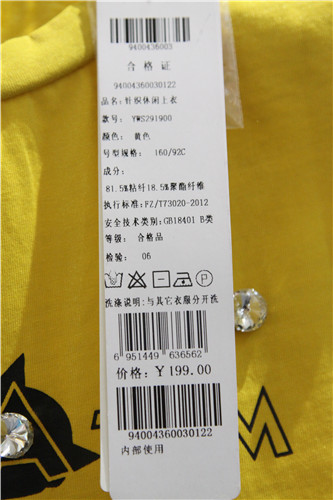 9400436003
合格证
94004360030122
品名:针织休闲上衣
款号: YWS291900
颜色: 黄色
号型规格: 160/92C
成分:
81.5%粘纤18.5%聚酯纤维
执行标准:FZ/T73020-2012
安全技术类别:GB18401 B类
等级: 合格品
检验: 06
P
洗涤说明:与其它衣服分开洗
6 951449 636562
价格:¥199.00
94004360030122
内部使用
A
M